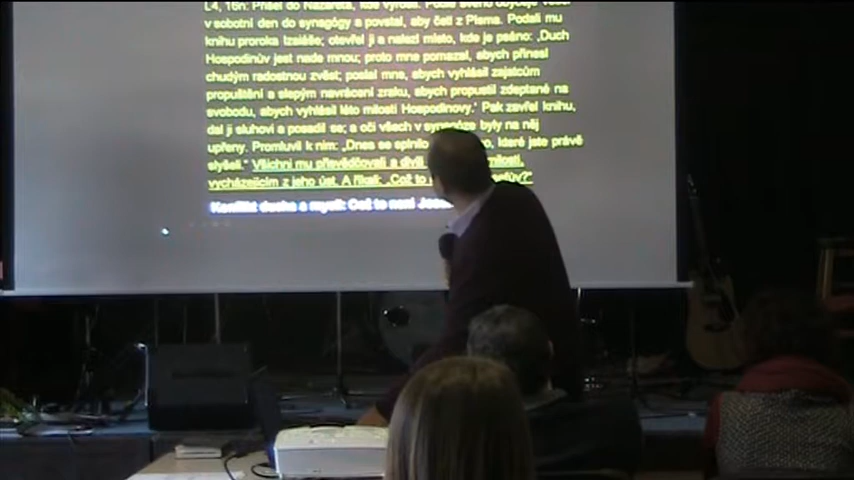 L4, 16n: Přišel do Nazareta, kde vyrostl. Podle svého obyčeje vešel
v sobotní den do synagógy a povstal, aby četl z Písma. Podali mu
knihu proroka Izaiáše; otevřel ji a nalezl místo, kde je psáno: „Duch
Hospodinův jest nade mnou; proto mne pomazal, abych přinesl
chudým radostnou zvěst; poslal mne, abych vyhlásil zajatcům
propuštění a slepým navrácení zraku, abych propustil zdeptané na
svobodu, abych vyhlásil léto milosti Hospodinovy.' Pak zavřel knihu,
dal ji sluhovi a posadil se; a oči všech v synagóze byly na něj
upřeny. Promluvil k nim: „Dnes se splnilo které jste právě
slyšeli." Všichni mu přisvědčovali a divili milosti,
vycházejícím z jeho úst. A říkali: „Což to
Konflikt ducha a mysli: Což to není